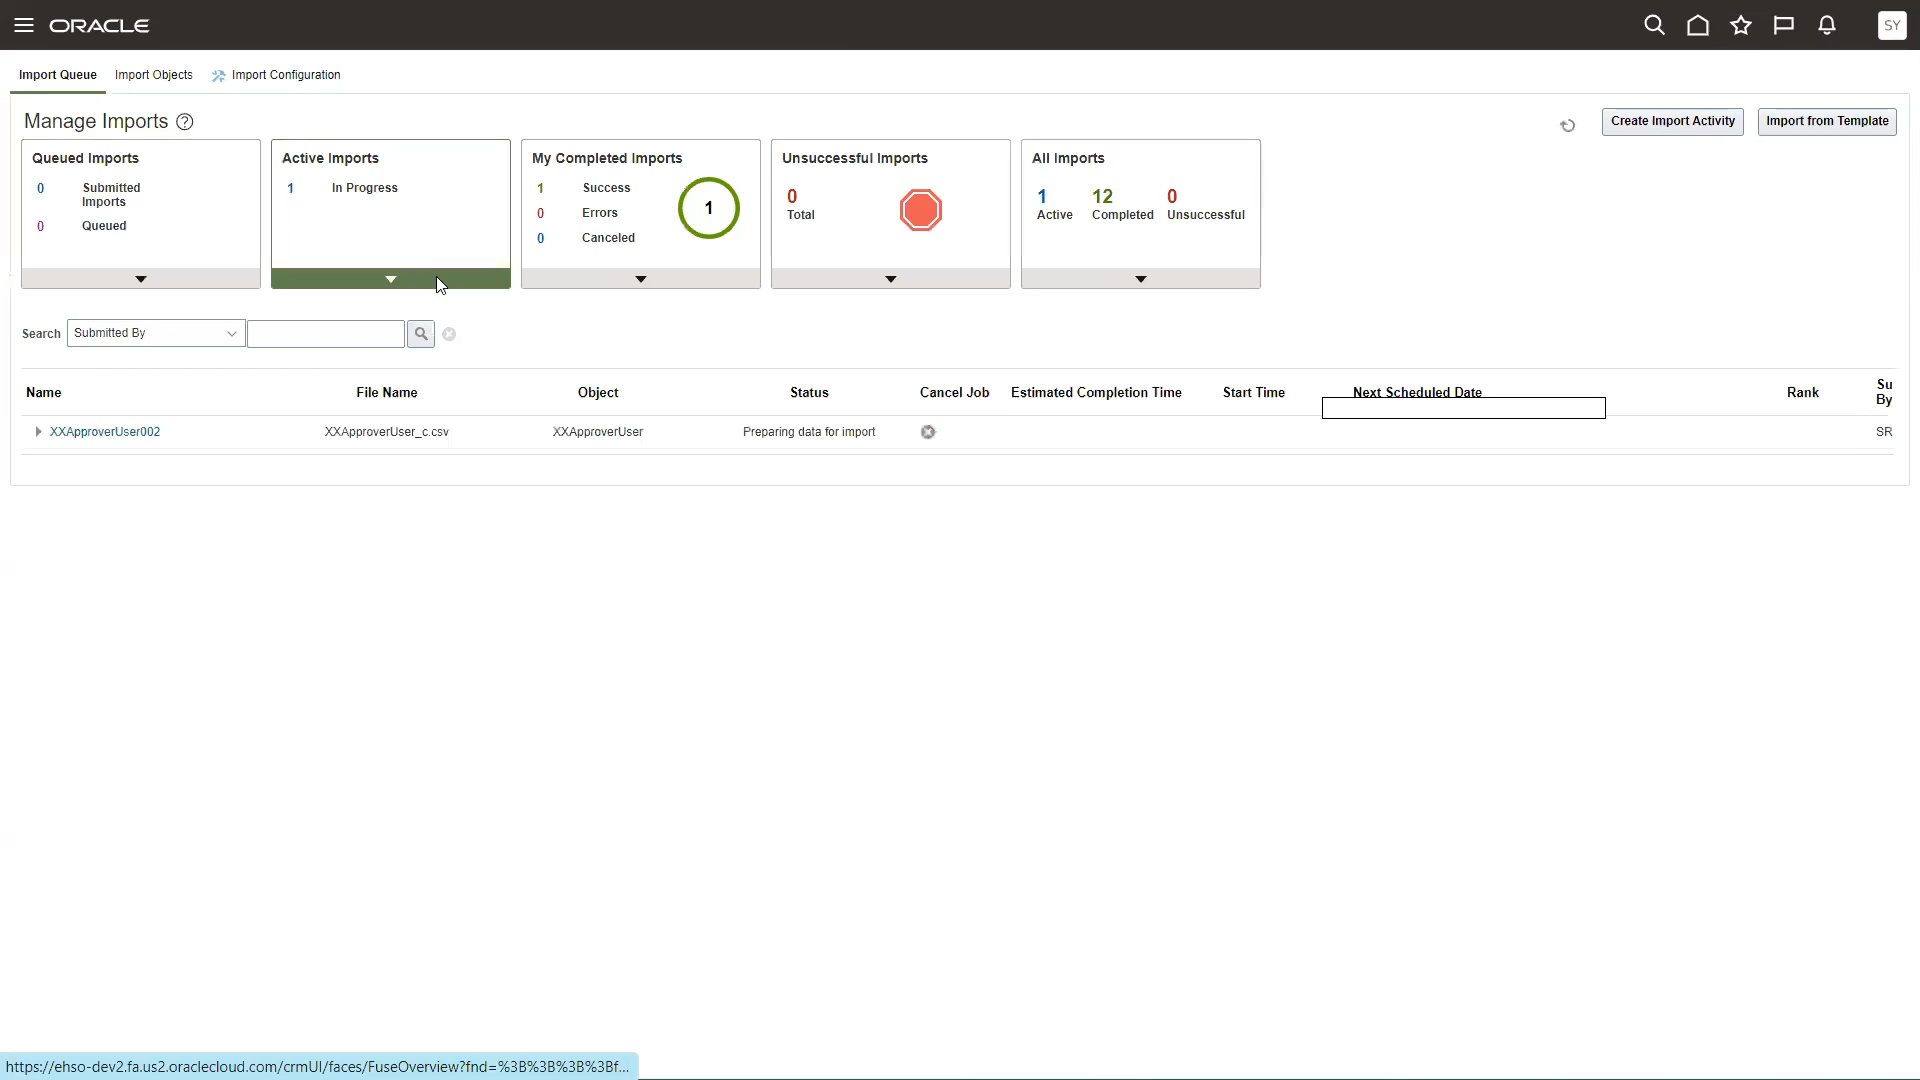 ORACLE
SY
Import Queue Import Objects Import Configuration
Manage Imports ?
Create Import Activity Import from Template
Queued Imports
0 Submitted
Imports
0 Queued
Active Imports
1 In Progress
My Completed Imports
1 Success
0 Errors
0 Canceled
1
Unsuccessful Imports
0
Total
All Imports
1 12 0
Active Completed Unsuccessful
Search Submitted By
Name File Name Object Status Cancel Job Estimated Completion Time Start Time Next Scheduled Date Rank Su
By
XXApproverUser002 XXApproverUser_c.csv XXApproverUser Preparing data for import SR
https://ehso-dev2.fa.us2.oraclecloud.com/crmUI/faces/FuseOverview?fnd=%3B%3B%3B%3Bf...